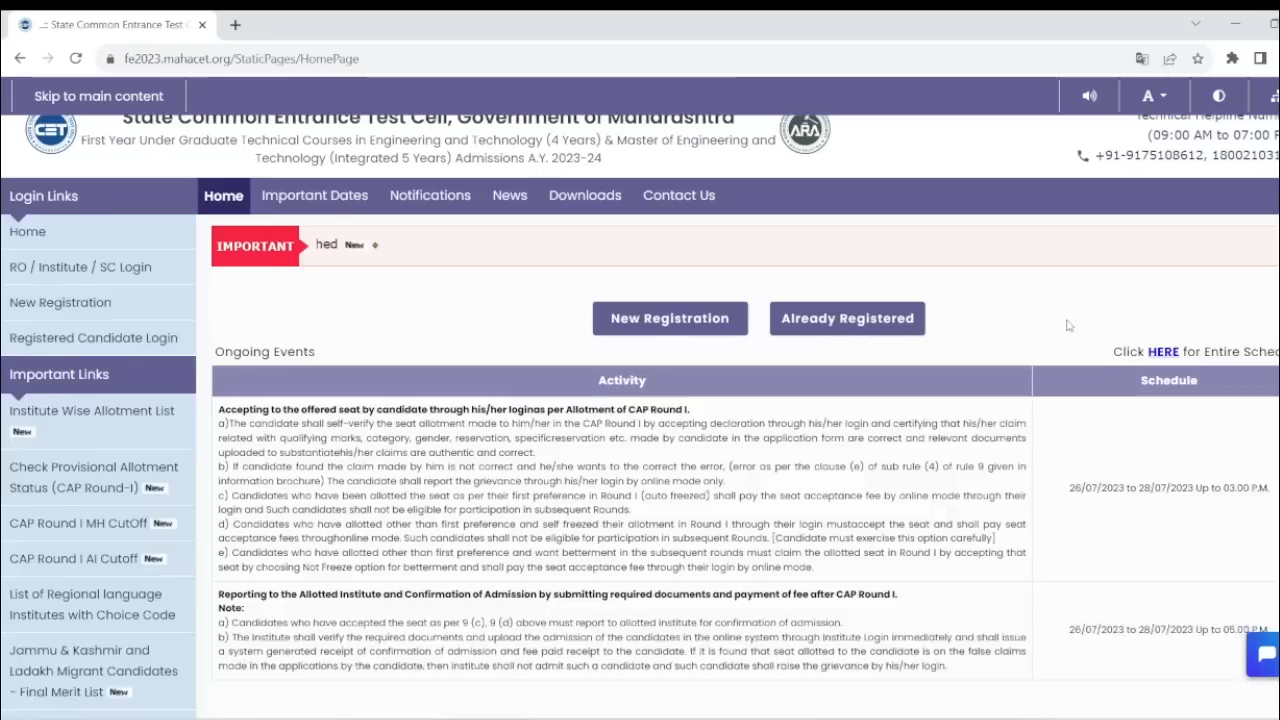 ..:: State Common Entrance Test C
fe2023.mahacet.org/StaticPages/HomePage
Skip to main content
A
CET
State Common Entrance Test Cell, Government of Maharashtra
First Year Under Graduate Technical Courses in Engineering and Technology (4 Years) & Master of Engineering and
Technology (Integrated 5 Years) Admissions A.Y. 2023-24
ARA
Technical Helpline Num
(09:00 AM to 07:00 P
+91-9175108612, 180021031
Login Links
Home
Important Dates
Notifications
News
Downloads
Contact Us
Home
RO / Institute / SC Login
New Registration
Registered Candidate Login
Important Links
Institute Wise Allotment List
New
Check Provisional Allotment
Status (CAP Round-I) New
CAP Round I MH CutOff New
CAP Round I AI Cutoff New
List of Regional language
Institutes with Choice Code
Jammu & Kashmir and
Ladakh Migrant Candidates
- Final Merit List New
IMPORTANT
hed New
New Registration
Already Registered
Ongoing Events
Click HERE for Entire Sched
Activity
Schedule
Accepting to the offered seat by candidate through his/her loginas per Allotment of CAP Round I.
a)The candidate shall self-verify the seat allotment made to him/her in the CAP Round I by accepting declaration through his/her login and certifying that his/her claim
related with qualifying marks, category, gender, reservation, specificreservation etc. made by candidate in the application form are correct and relevant documents
uploaded to substantiatehis/her claims are authentic and correct.
b) If candidate found the claim made by him is not correct and he/she wants to the correct the error, (error as per the clause (e) of sub rule (4) of rule 9 given in
information brochure) The candidate shall report the grievance through his/her login by online mode only.
c) Candidates who have been allotted the seat as per their first preference in Round I (auto freezed) shall pay the seat acceptance fee by online mode through their
login and Such candidates shall not be eligible for participation in subsequent Rounds.
d) Candidates who have allotted other than first preference and self freezed their allotment in Round I through their login mustaccept the seat and shall pay seat
acceptance fees throughonline mode. Such candidates shall not be eligible for participation in subsequent Rounds. [Candidate must exercise this option carefully]
e) Candidates who have allotted other than first preference and want betterment in the subsequent rounds must claim the allotted seat in Round I by accepting that
seat by choosing Not Freeze option for betterment and shall pay the seat acceptance fee through their login by online mode.
26/07/2023 to 28/07/2023 Up to 03.00 P.M.
Reporting to the Allotted Institute and Confirmation of Admission by submitting required documents and payment of fee after CAP Round I.
Note:
a) Candidates who have accepted the seat as per 9 (c), 9 (d) above must report to allotted institute for confirmation of admission.
b) The Institute shall verify the required documents and upload the admission of the candidates in the online system through Institute Login immediately and shall issue
a system generated receipt of confirmation of admission and fee paid receipt to the candidate. If it is found that seat allotted to the candidate is on the false claims
made in the applications by the candidate, then institute shall not admit such a candidate and such candidate shall raise the grievance by his/her login.
26/07/2023 to 28/07/2023 Up to 05.00 P.M